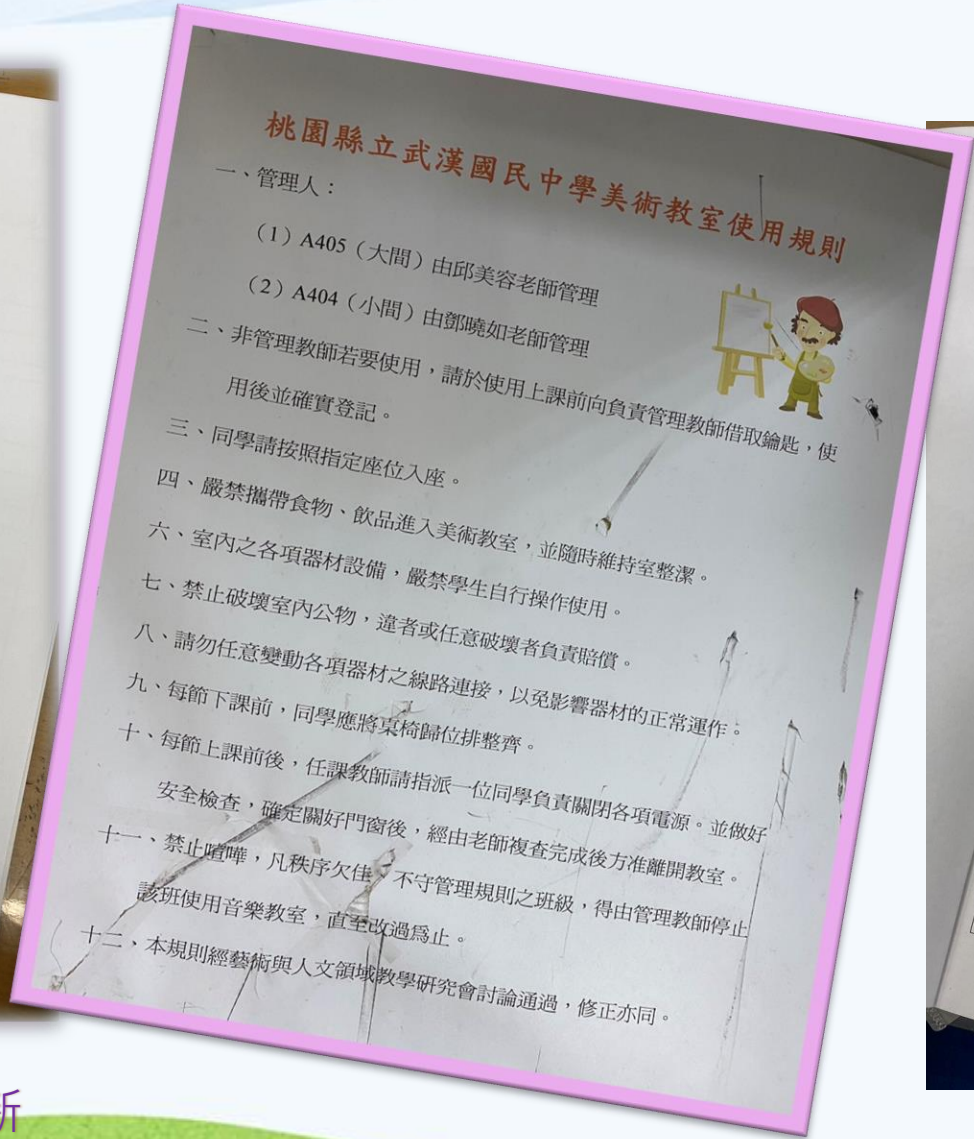 桃園縣立武漢國民中學美術教室使用規則
一、管理人：
（1）A405（大間）由邱美容老師管理
（2）A404（小間）由鄧曉如老師管理
二、非管理教師若要使用，請於使用上課前向負責管理教師借取鑰匙，使
用後並確實登記。
三、同學請按照指定座位入座。
四、嚴禁攜帶食物、飲品進入美術教室，並隨時維持室整潔。
六、室內之各項器材設備，嚴禁學生自行操作使用。
七、禁止破壞室內公物，違者或任意破壞者負責賠償。
八、請勿任意變動各項器材之線路連接，以免影響器材的正常運作。
九、每節下課前，同學應將桌椅歸位排整齊。
十、每節上課前後，任課教師請指派一位同學負責關閉各項電源。並做好
安全檢查，確定關好門窗後，經由老師複查完成後方准離開教室。
十一、禁止喧嘩，凡秩序欠佳、不守管理規則之班級，得由管理教師停止
該班使用音樂教室，直至改過為止。
十二、本規則經藝術與人文領域教學研究會討論通過，修正亦同。